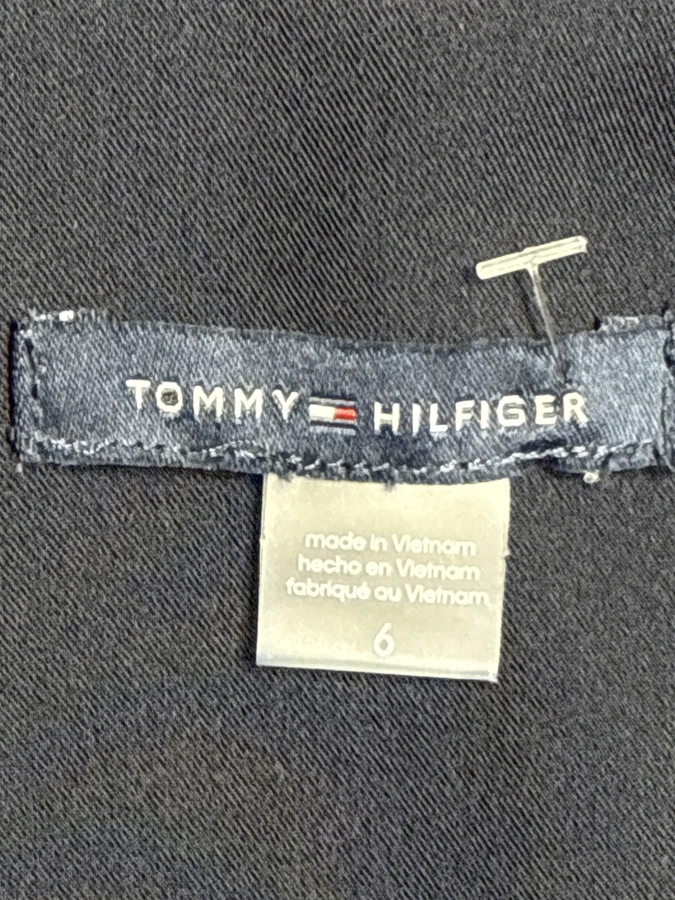 TOMMY HILFIGER
made in Vietnam
hecho en Vietnam
fabriqué au Vietnam
6